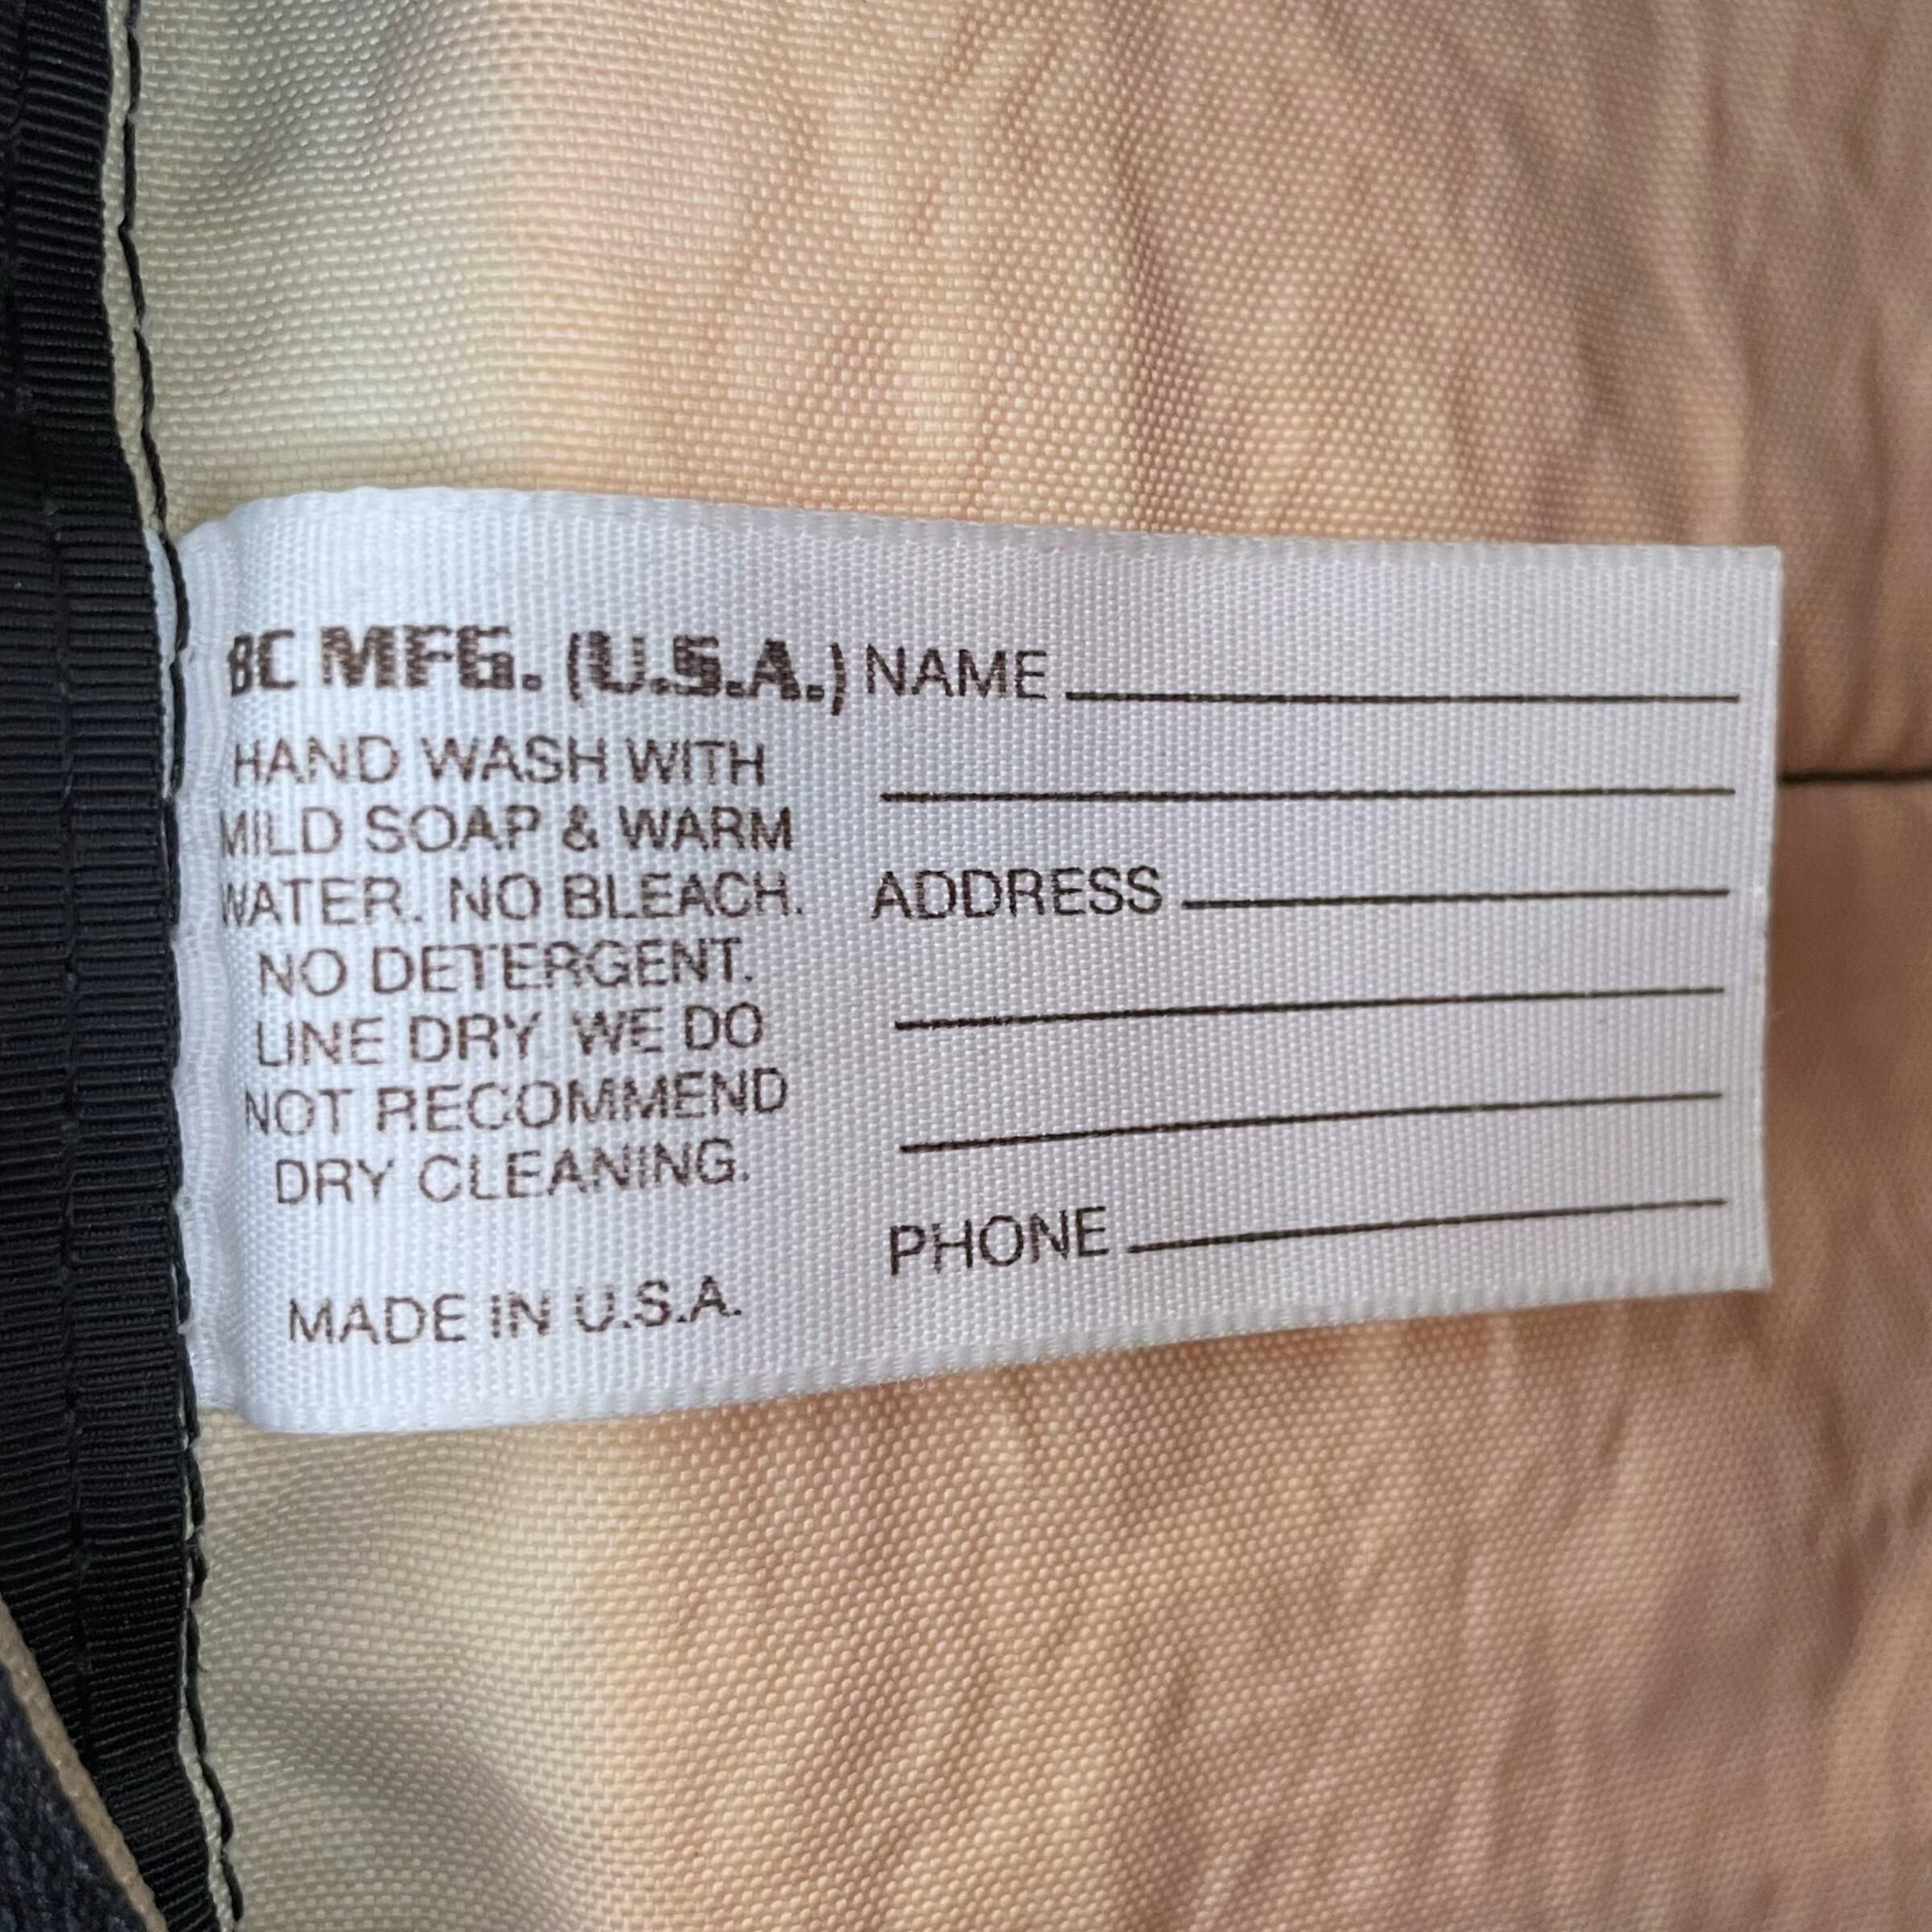 BC MFG. (U.S.A.)
HAND WASH WITH
MILD SOAP & WARM
WATER. NO BLEACH.
NO DETERGENT.
LINE DRY. WE DO
NOT RECOMMEND
DRY CLEANING.
MADE IN U.S.A.
NAME
ADDRESS
PHONE